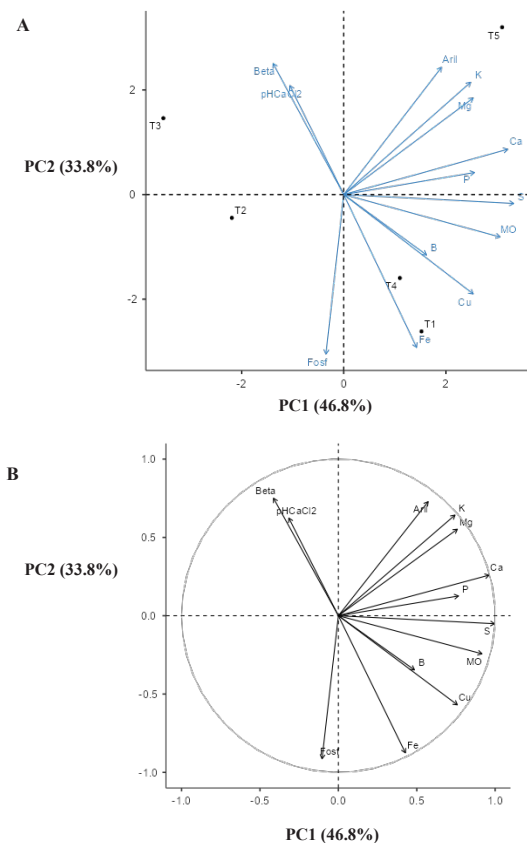 A
T5
Aril
K
Beta
pHCaCl2
Mg
T3
Ca
PC2 (33.8%)
P
S
T2
MO
B
T4
Cu
T1
Fe
Fosf
2
0
-2
-2
0
2
PC1 (46.8%)
B
1.0
0.5
0.0
-0.5
-1.0
Beta
pHCaCl2
Aril
K
Mg
PC2 (33.8%)
Ca
P
S
MO
B
Cu
Fe
Fosf
-1.0
-0.5
0.0
0.5
1.0
PC1 (46.8%)